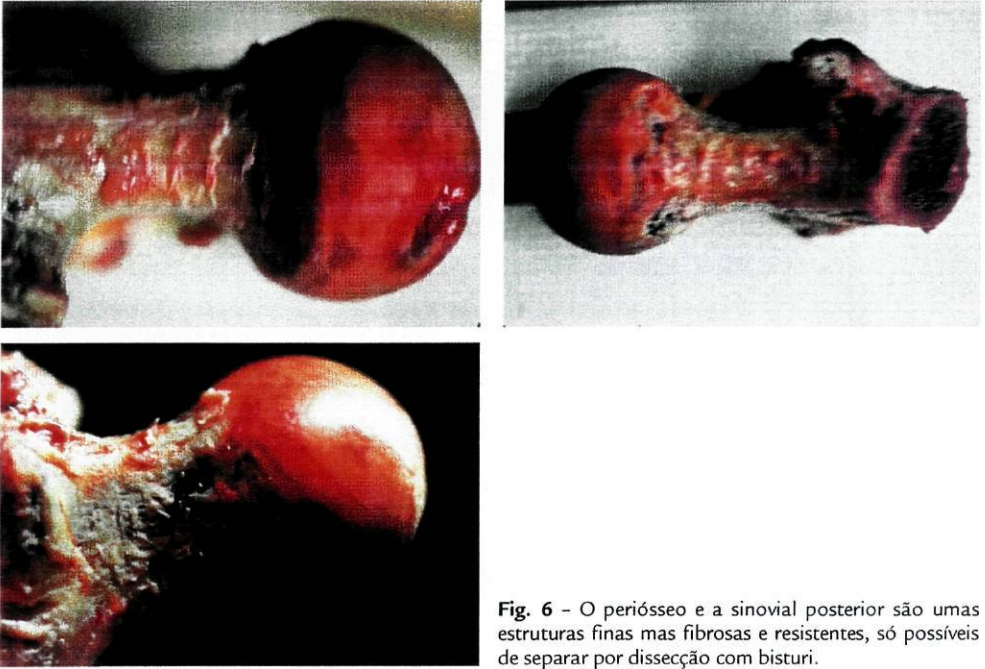 Fig. 6 – O periósseo e a sinovial posterior são umas
estruturas finas mas fibrosas e resistentes, só possíveis
de separar por dissecção com bisturi.